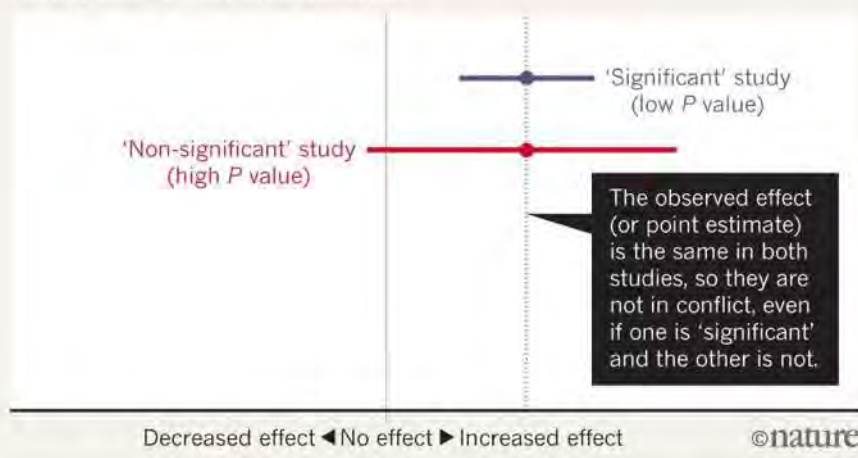 'Significant' study
(low P value)
'Non-significant' study
(high P value)
The observed effect
(or point estimate)
is the same in both
studies, so they are
not in conflict, even
if one is 'significant'
and the other is not.
Decreased effect ◀ No effect ▶ Increased effect
©nature